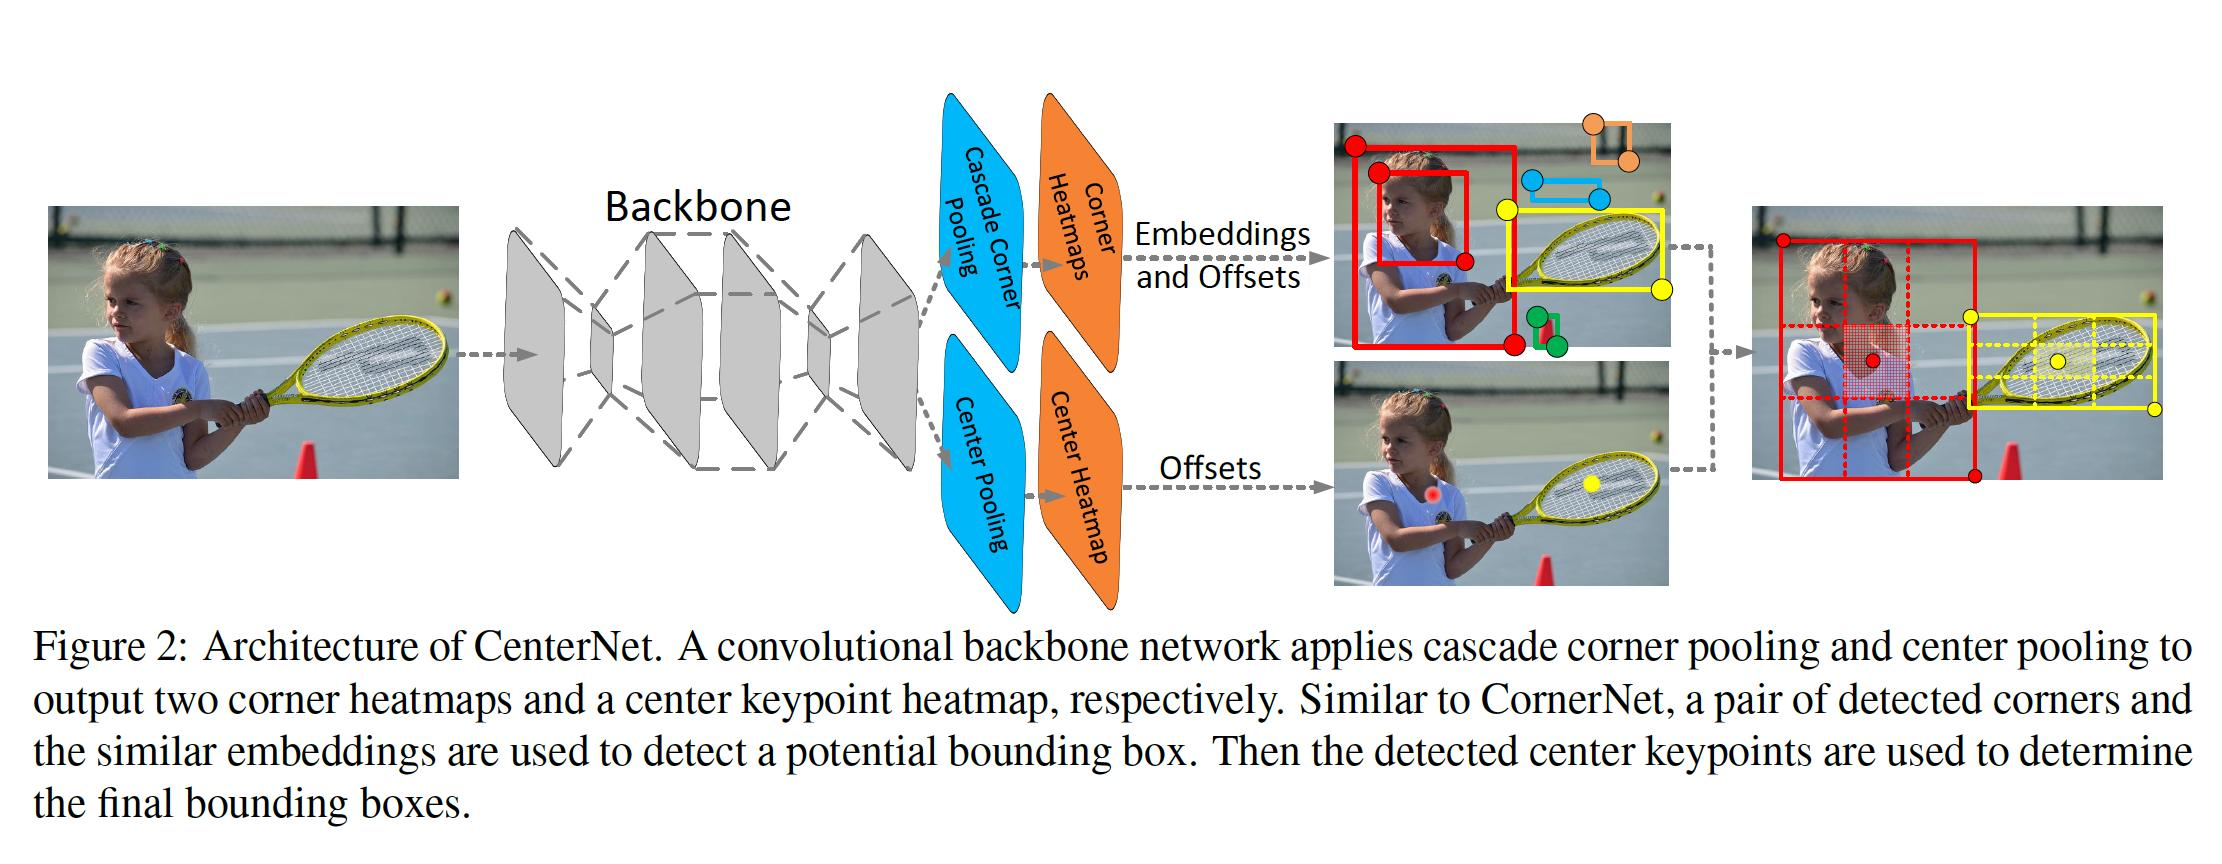 Backbone
Cascade Corner
Pooling
Corner
Heatmaps
Embeddings
and Offsets
Center Pooling
Center Heatmap
Offsets
Figure 2: Architecture of CenterNet. A convolutional backbone network applies cascade corner pooling and center pooling to
output two corner heatmaps and a center keypoint heatmap, respectively. Similar to CornerNet, a pair of detected corners and
the similar embeddings are used to detect a potential bounding box. Then the detected center keypoints are used to determine
the final bounding boxes.